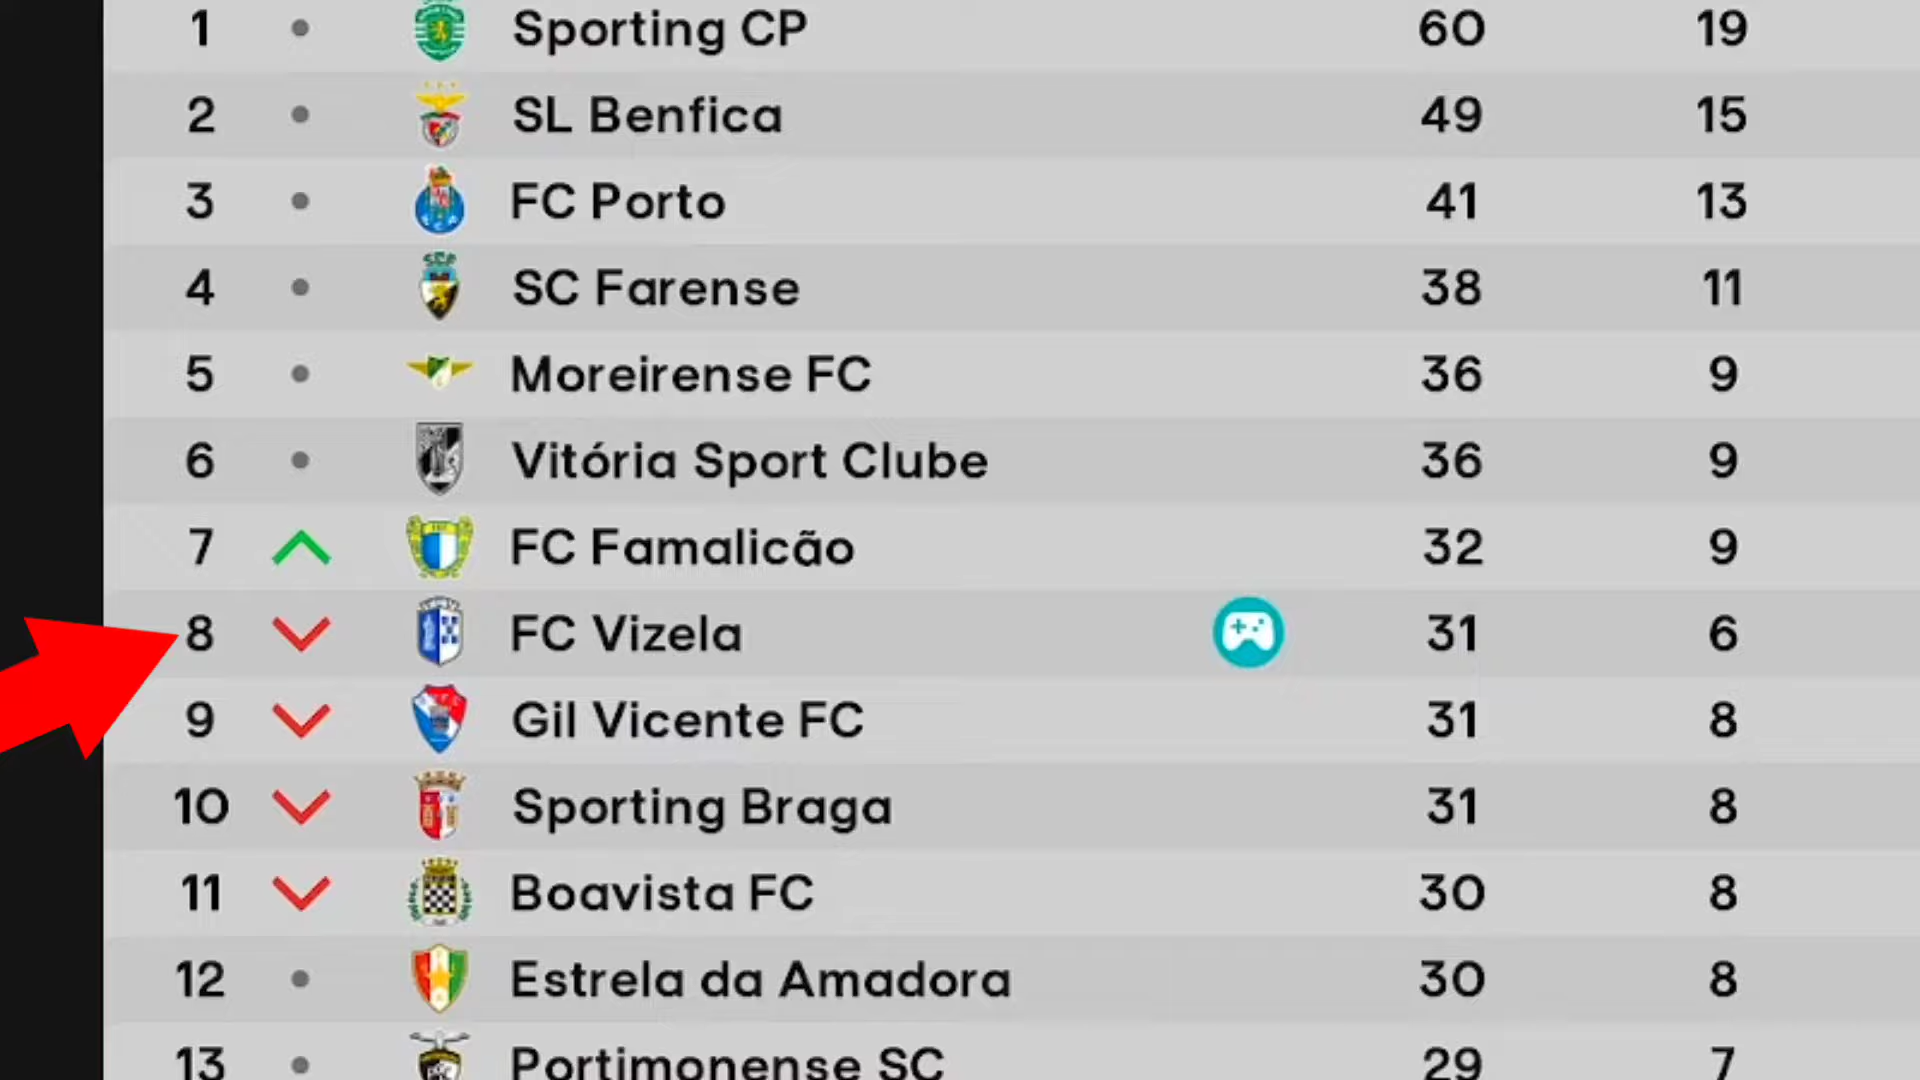 1 Sporting CP 60 19
2 SL Benfica 49 15
3 FC Porto 41 13
4 SC Farense 38 11
5 Moreirense FC 36 9
6 Vitória Sport Clube 36 9
7 FC Famalicão 32 9
8 FC Vizela 31 6
9 Gil Vicente FC 31 8
10 Sporting Braga 31 8
11 Boavista FC 30 8
12 Estrela da Amadora 30 8
13 Portimonense SC 29 7